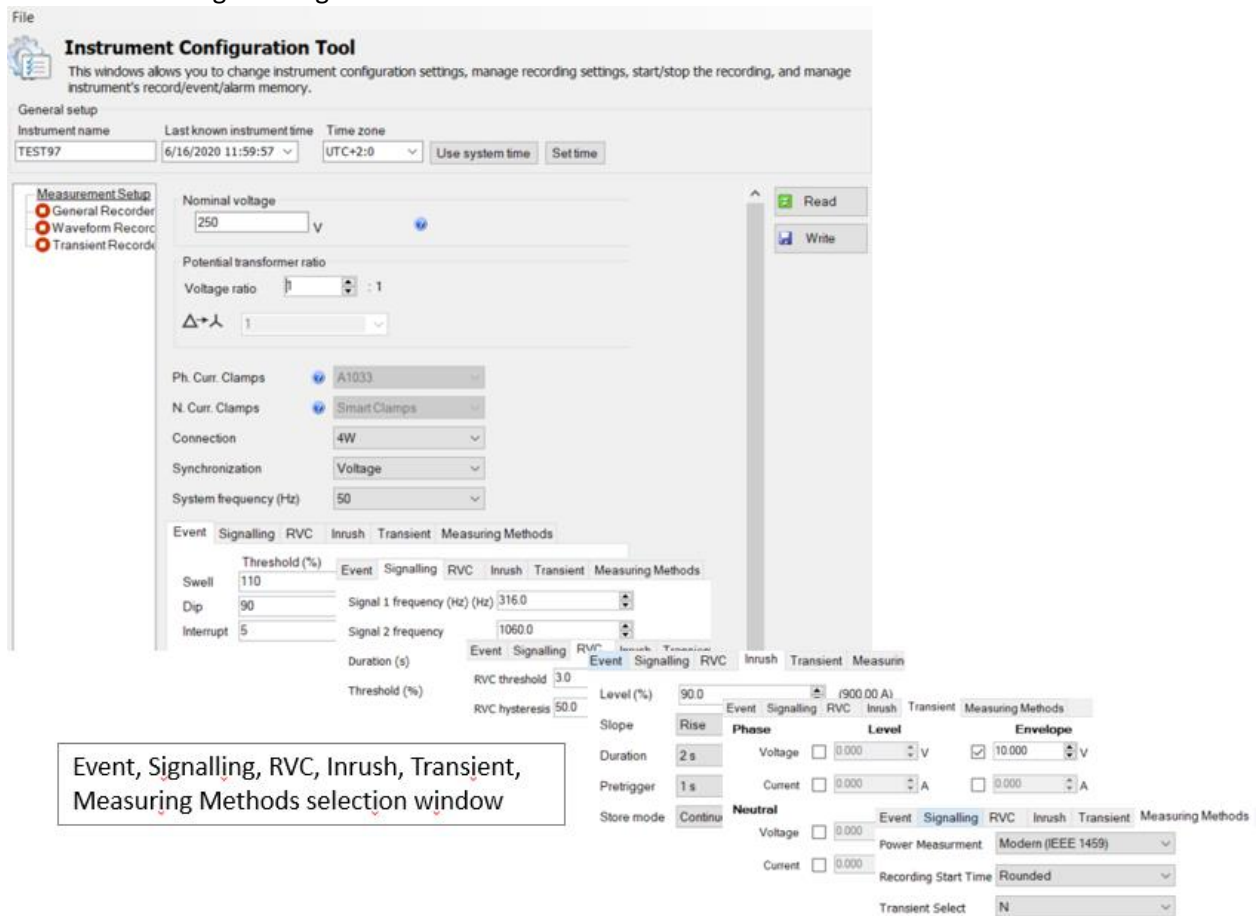 File
Instrument Configuration Tool
This windows allows you to change instrument configuration settings, manage recording settings, start/stop the recording, and manage
instrument's record/event/alarm memory.
General setup
Instrument name Last known instrument time Time zone
TEST97 6/16/2020 11:59:57 UTC+2:0 Use system time Set time
Measurement Setup
General Recorder
Waveform Record
Transient Recorde
Nominal voltage
250 V
Potential transformer ratio
Voltage ratio 1 : 1
1
Read
Write
Ph. Curr. Clamps A1033
N. Curr. Clamps Smart Clamps
Connection 4W
Synchronization Voltage
System frequency (Hz) 50
Event Signalling RVC Inrush Transient Measuring Methods
Threshold (%)
Swell 110
Dip 90
Interrupt 5
Event Signalling RVC Inrush Transient Measuring Methods
Signal 1 frequency (Hz) (Hz) 316.0
Signal 2 frequency 1060.0
Duration (s)
Threshold (%)
Event Signalling RVC Inrush
RVC threshold 3.0
RVC hysteresis 50.0
Event Signalling RVC Inrush Transient Measurin
Level (%) 90.0 (900.00 A)
Slope Rise
Duration 2 s
Pretrigger 1 s
Store mode Continu
Event Signalling RVC Inrush Transient Measuring Methods
Phase Level Envelope
Voltage 0.000 V 10.000 V
Current 0.000 A 0.000 A
Neutral
Voltage 0.000
Current 0.000
Event Signalling RVC Inrush Transient Measuring Methods
Power Measurment Modern (IEEE 1459)
Recording Start Time Rounded
Transient Select N
Event, Signalling, RVC, Inrush, Transient,
Measuring Methods selection window